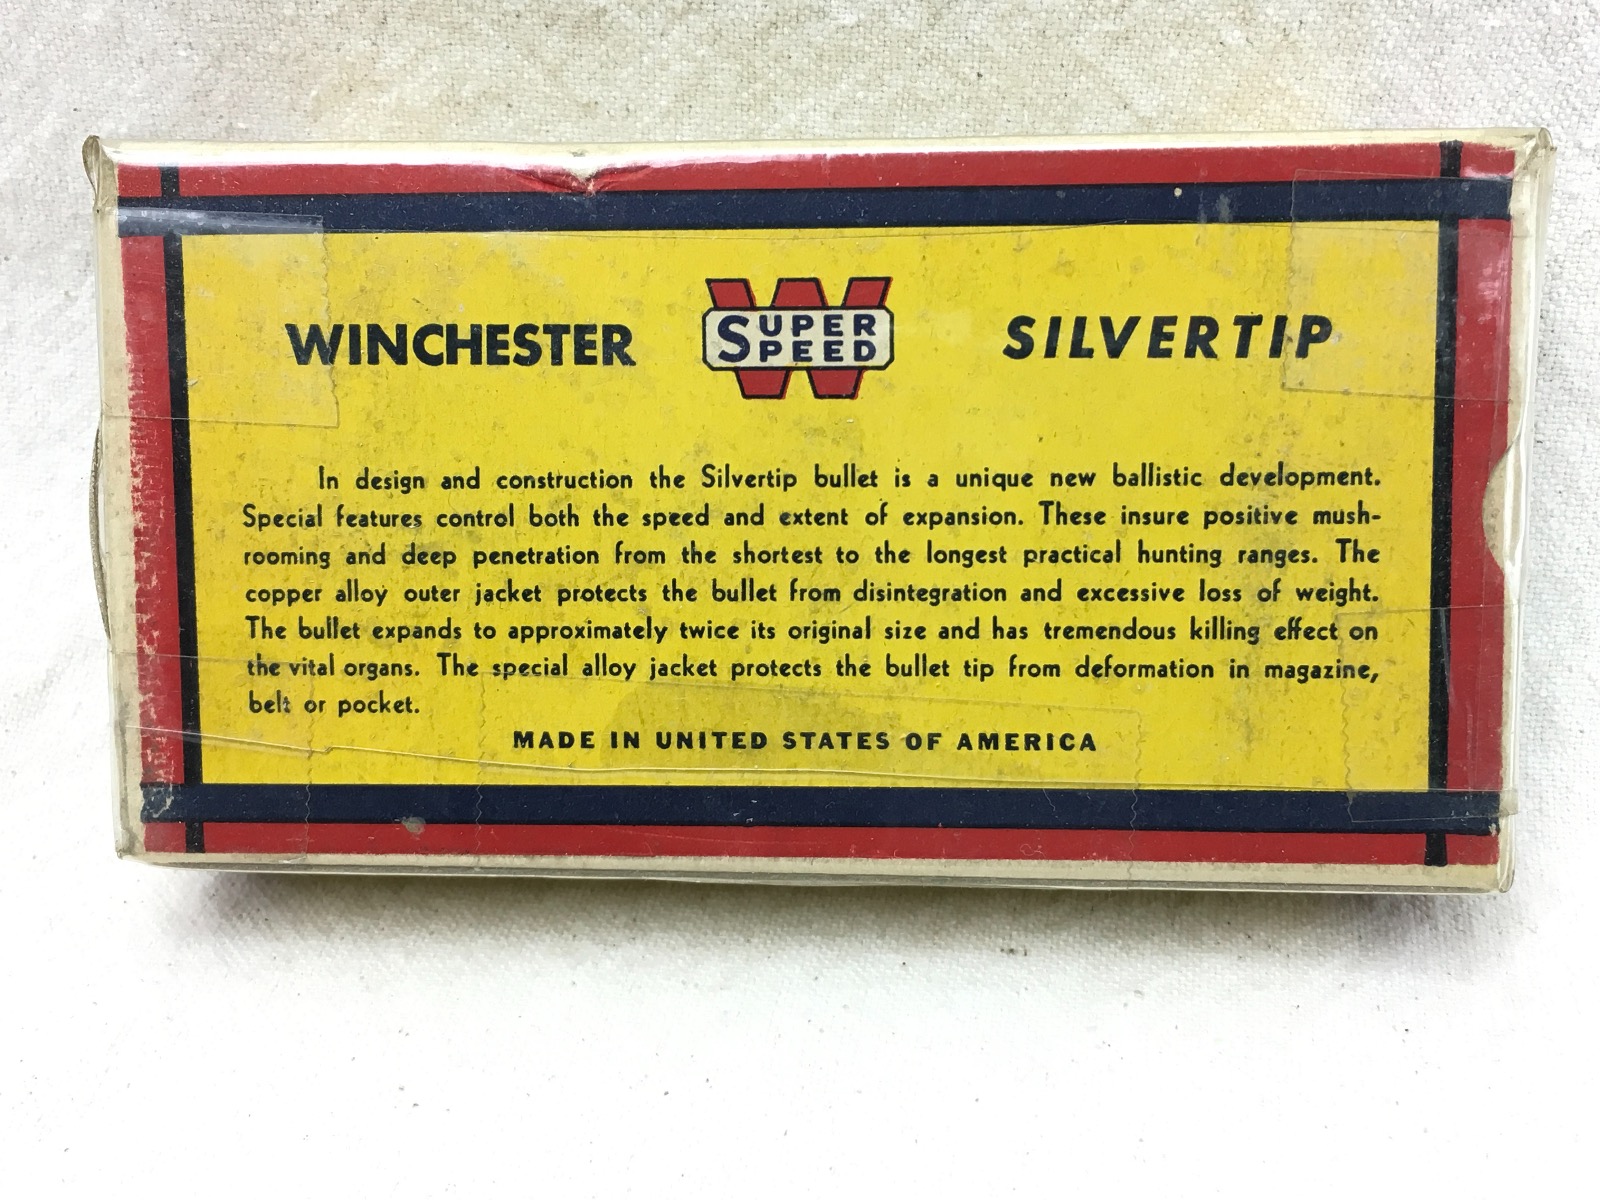 WINCHESTER W SUPER SPEED SILVERTIP
In design and construction the Silvertip bullet is a unique new ballistic development.
Special features control both the speed and extent of expansion. These insure positive mush-
rooming and deep penetration from the shortest to the longest practical hunting ranges. The
copper alloy outer jacket protects the bullet from disintegration and excessive loss of weight.
The bullet expands to approximately twice its original size and has tremendous killing effect on
the vital organs. The special alloy jacket protects the bullet tip from deformation in magazine,
belt or pocket.
MADE IN UNITED STATES OF AMERICA